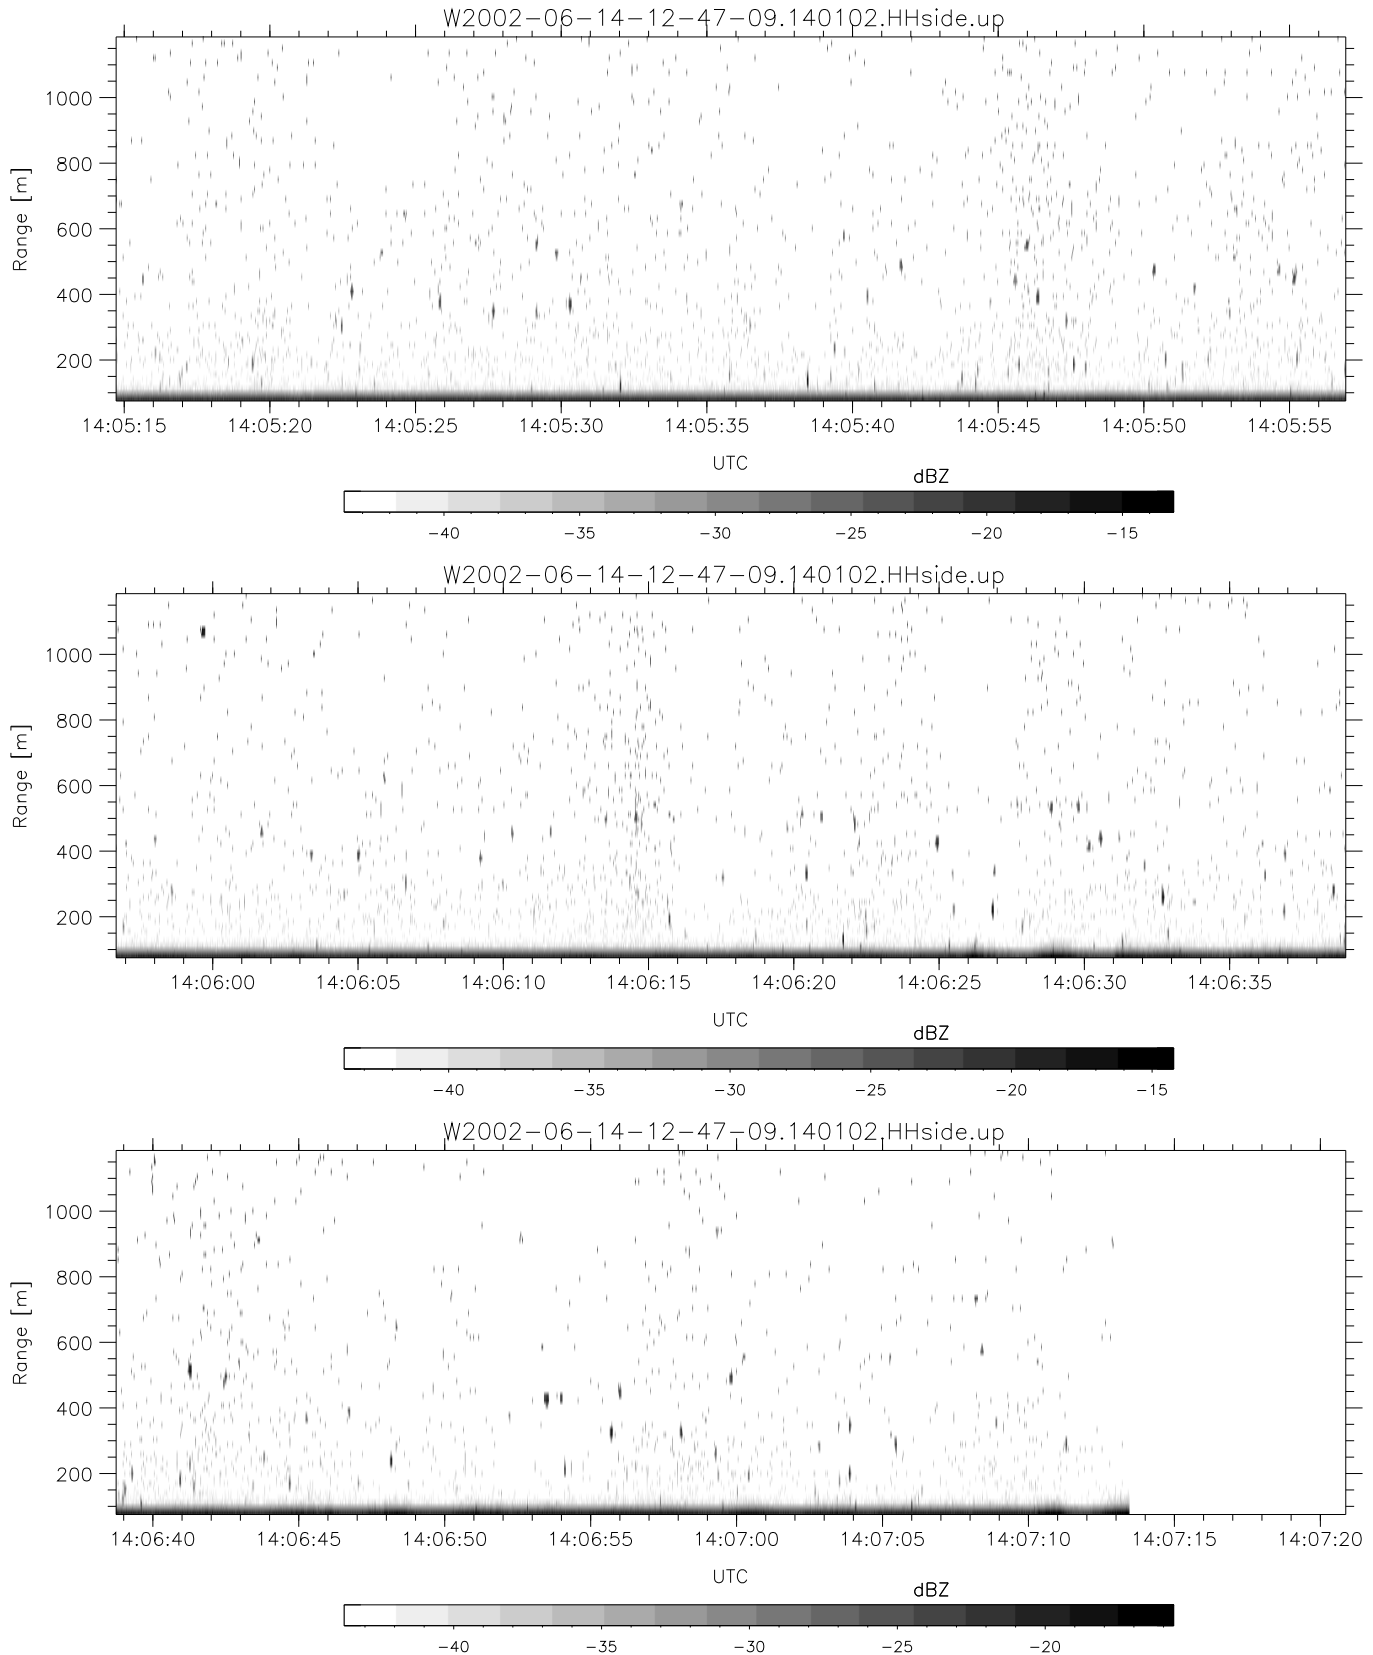 W2002-06-14-12-47-09.140102.HHside.up
1000
800
600
400
200
Range [m]
14:05:15 14:05:20 14:05:25 14:05:30 14:05:35 14:05:40 14:05:45 14:05:50 14:05:55
UTC
dBZ
-40 -35 -30 -25 -20 -15
W2002-06-14-12-47-09.140102.HHside.up
1000
800
600
400
200
Range [m]
14:06:00 14:06:05 14:06:10 14:06:15 14:06:20 14:06:25 14:06:30 14:06:35
UTC
dBZ
-40 -35 -30 -25 -20 -15
W2002-06-14-12-47-09.140102.HHside.up
1000
800
600
400
200
Range [m]
14:06:40 14:06:45 14:06:50 14:06:55 14:07:00 14:07:05 14:07:10 14:07:15 14:07:20
UTC
dBZ
-40 -35 -30 -25 -20